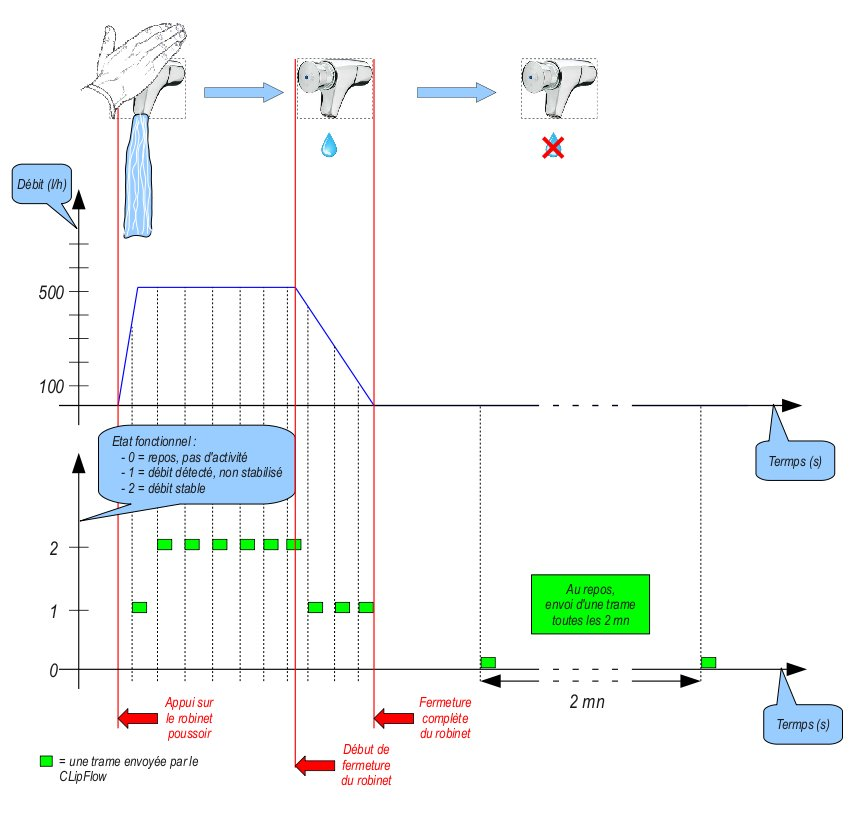 Débit (l/h)
500
100
Etat fonctionnel :
- 0 = repos, pas d'activité
- 1 = débit détecté, non stabilisé
- 2 = débit stable
Termps (s)
2
1
0
Au repos,
envoi d'une trame
toutes les 2 mn
2 mn
Appui sur
le robinet
poussoir
Fermeture
complète
du robinet
Termps (s)
Début de
fermeture
du robinet
= une trame envoyée par le
CLipFlow